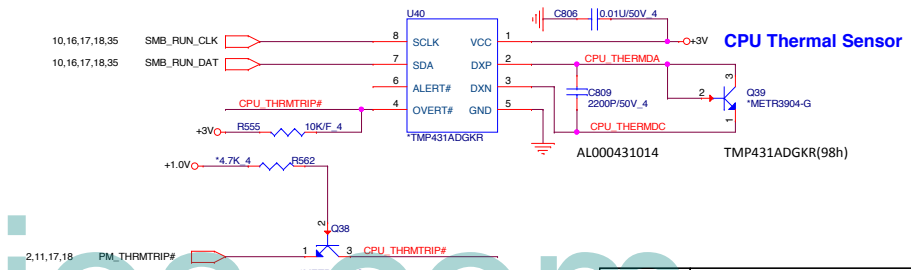 U40
C806 0.01U/50V_4
10,16,17,18,35 SMB_RUN_CLK 8 SCLK VCC 1 +3V CPU Thermal Sensor
10,16,17,18,35 SMB_RUN_DAT 7 SDA DXP 2 CPU_THERMDA
6 ALERT# DXN 3 C809 2 3 Q39
CPU_THRMTRIP# 4 OVERT# GND 5 2200P/50V_4 *METR3904-G
1
+3V R555 10K/F_4 CPU_THERMDC
*TMP431ADGKR
AL000431014 TMP431ADGKR(98h)
+1.0V *4.7K_4 R562
2 Q38
2,11,17,18 PM_THRMTRIP# 1 3 CPU_THRMTRIP#